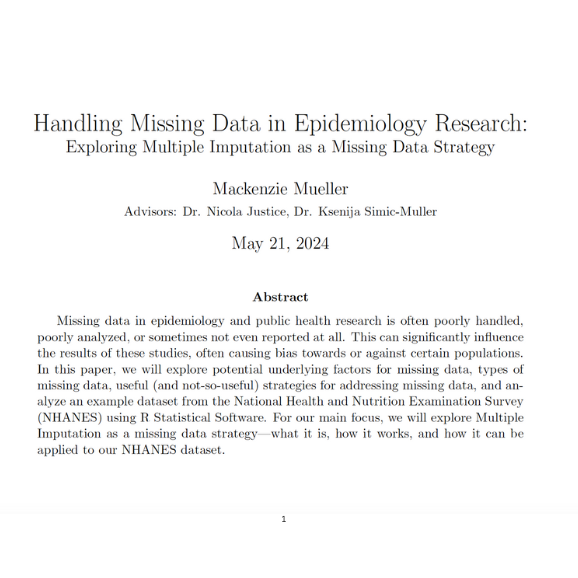 Handling Missing Data in Epidemiology Research:
Exploring Multiple Imputation as a Missing Data Strategy
Mackenzie Mueller
Advisors: Dr. Nicola Justice, Dr. Ksenija Simic-Muller
May 21, 2024
Abstract
Missing data in epidemiology and public health research is often poorly handled,
poorly analyzed, or sometimes not even reported at all. This can significantly influence
the results of these studies, often causing bias towards or against certain populations.
In this paper, we will explore potential underlying factors for missing data, types of
missing data, useful (and not-so-useful) strategies for addressing missing data, and an-
alyze an example dataset from the National Health and Nutrition Examination Survey
(NHANES) using R Statistical Software. For our main focus, we will explore Multiple
Imputation as a missing data strategy—what it is, how it works, and how it can be
applied to our NHANES dataset.
1